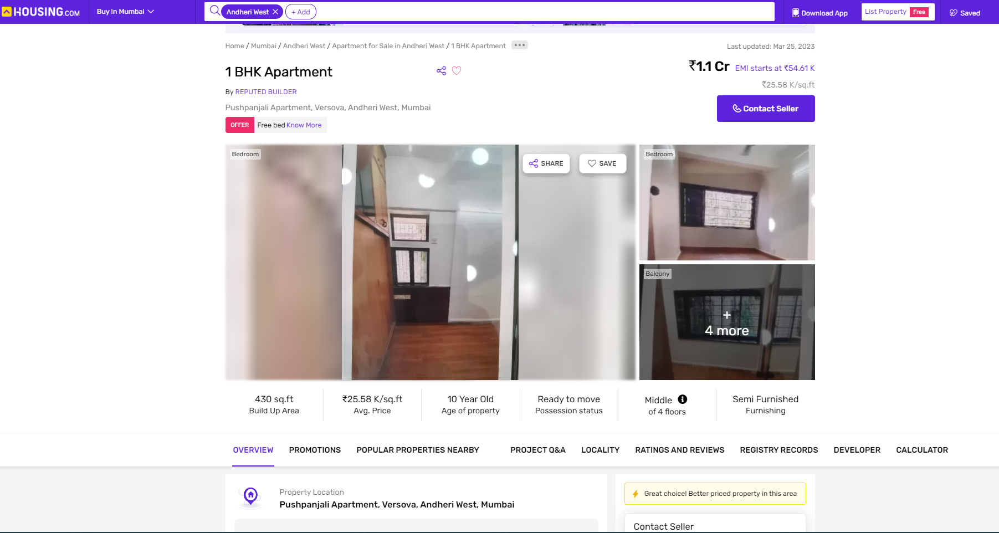 HOUSING.COM
Buy In Mumbai
Andheri West
+ Add
Download App
List Property Free
Saved
Home / Mumbai / Andheri West / Apartment for Sale in Andheri West / 1 BHK Apartment
Last updated: Mar 25, 2023
1 BHK Apartment
₹1.1 Cr EMI starts at ₹54.61 K
₹25.58 K/sq.ft
By REPUTED BUILDER
Pushpanjali Apartment, Versova, Andheri West, Mumbai
Contact Seller
OFFER Free bed Know More
Bedroom
SHARE
SAVE
Bedroom
Balcony
+
4 more
430 sq.ft
Build Up Area
₹25.58 K/sq.ft
Avg. Price
10 Year Old
Age of property
Ready to move
Possession status
Middle
of 4 floors
Semi Furnished
Furnishing
OVERVIEW PROMOTIONS POPULAR PROPERTIES NEARBY PROJECT Q&A LOCALITY RATINGS AND REVIEWS REGISTRY RECORDS DEVELOPER CALCULATOR
Property Location
Pushpanjali Apartment, Versova, Andheri West, Mumbai
Great choice! Better priced property in this area
Contact Seller